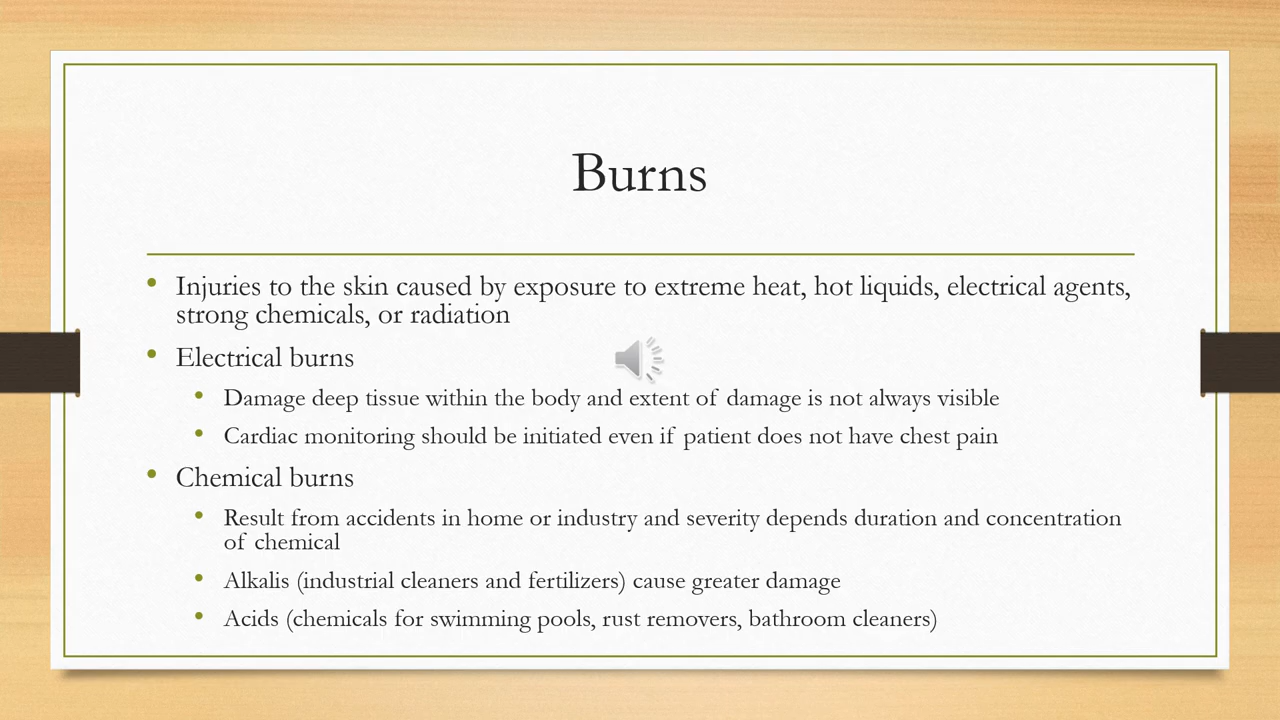 Burns
• Injuries to the skin caused by exposure to extreme heat, hot liquids, electrical agents,
strong chemicals, or radiation
• Electrical burns
• Damage deep tissue within the body and extent of damage is not always visible
• Cardiac monitoring should be initiated even if patient does not have chest pain
• Chemical burns
• Result from accidents in home or industry and severity depends duration and concentration
of chemical
• Alkalis (industrial cleaners and fertilizers) cause greater damage
• Acids (chemicals for swimming pools, rust removers, bathroom cleaners)